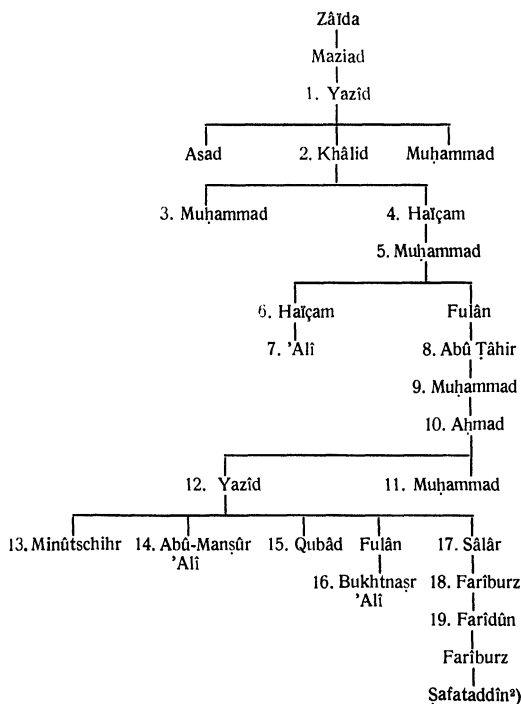 Zâïda
Maziad
1. Yazîd
Asad 2. Khâlid Muḥammad
3. Muḥammad 4. Haïçam
5. Muḥammad
6. Haïçam Fulân
7. 'Alî 8. Abû Ṭâhir
9. Muḥammad
10. Aḥmad
12. Yazîd 11. Muḥammad
13. Minûtschihr 14. Abû-Manṣûr 15. Qubâd Fulân 17. Sâlâr
'Alî 16. Bukhtnaṣr 18. Farîburz
'Alî 19. Farîdûn
Farîburz
Ṣafataddîn²)